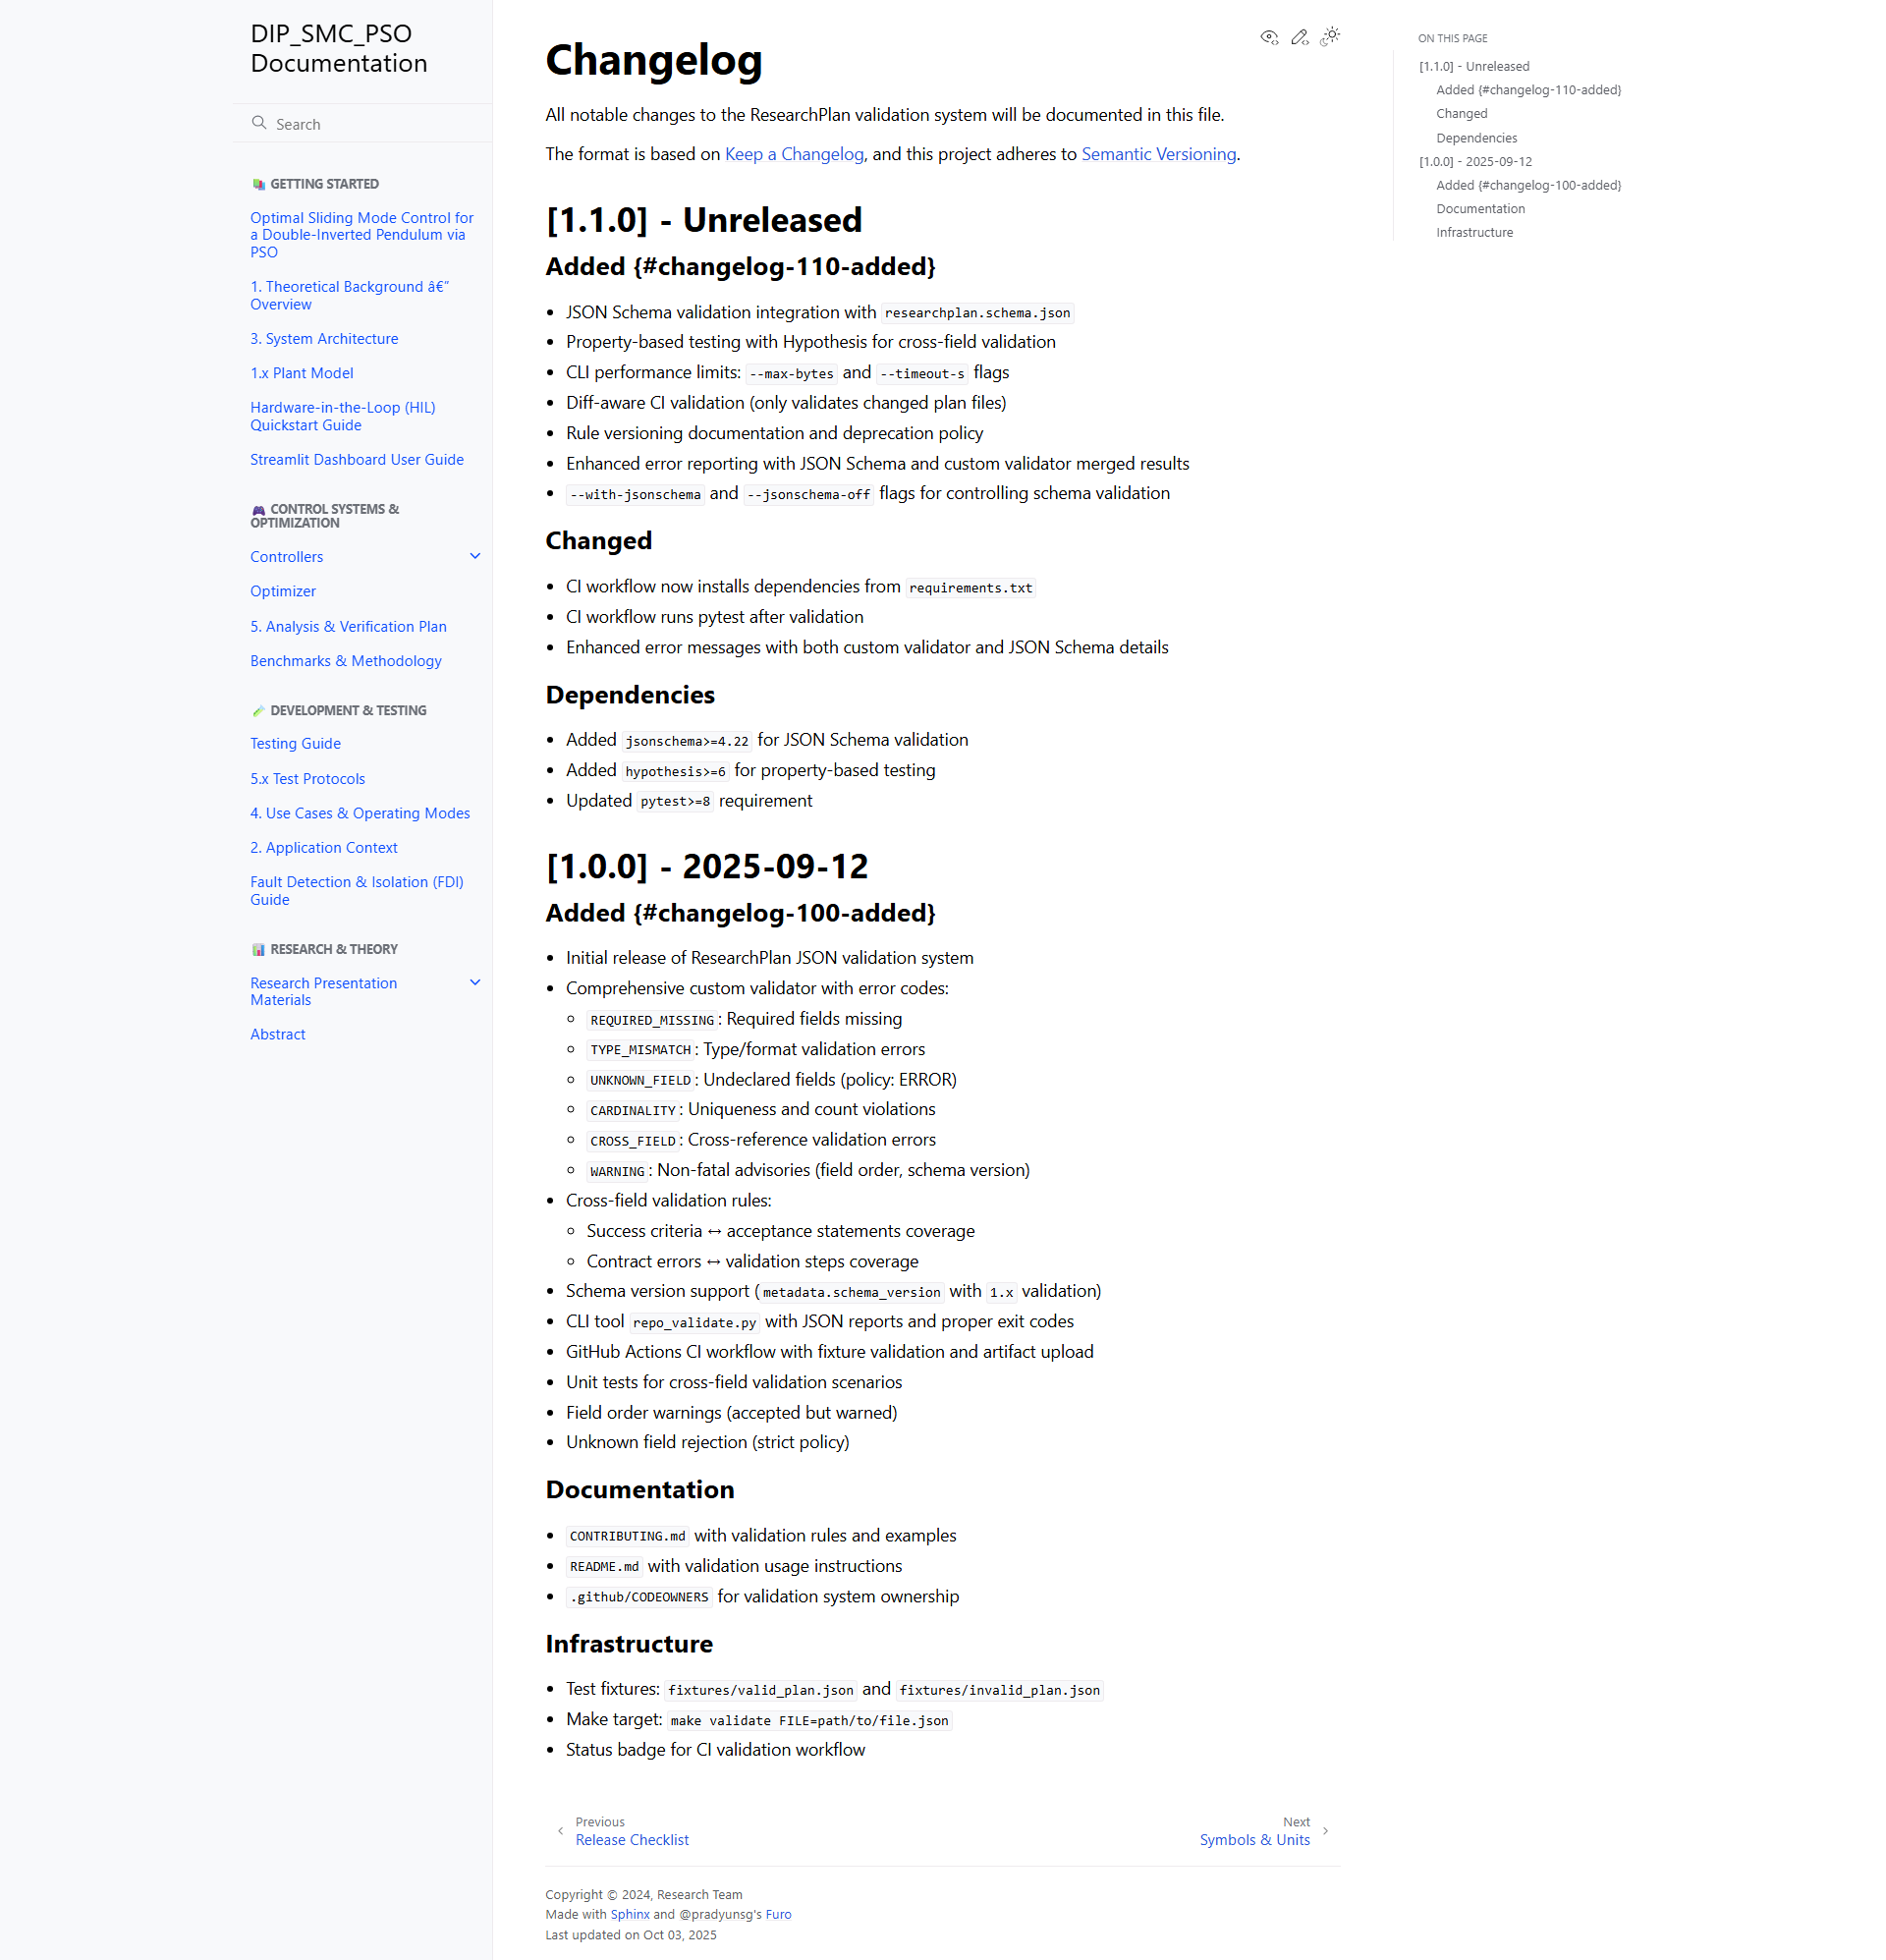 DIP_SMC_PSO
Documentation
Search
GETTING STARTED
Optimal Sliding Mode Control for
a Double-Inverted Pendulum via
PSO
1. Theoretical Background â€”
Overview
3. System Architecture
1.x Plant Model
Hardware-in-the-Loop (HIL)
Quickstart Guide
Streamlit Dashboard User Guide
CONTROL SYSTEMS &
OPTIMIZATION
Controllers
Optimizer
5. Analysis & Verification Plan
Benchmarks & Methodology
DEVELOPMENT & TESTING
Testing Guide
5.x Test Protocols
4. Use Cases & Operating Modes
2. Application Context
Fault Detection & Isolation (FDI)
Guide
RESEARCH & THEORY
Research Presentation
Materials
Abstract
Changelog
All notable changes to the ResearchPlan validation system will be documented in this file.
The format is based on Keep a Changelog, and this project adheres to Semantic Versioning.
[1.1.0] - Unreleased
Added {#changelog-110-added}
• JSON Schema validation integration with researchplan.schema.json
• Property-based testing with Hypothesis for cross-field validation
• CLI performance limits: --max-bytes and --timeout-s flags
• Diff-aware CI validation (only validates changed plan files)
• Rule versioning documentation and deprecation policy
• Enhanced error reporting with JSON Schema and custom validator merged results
• --with-jsonschema and --jsonschema-off flags for controlling schema validation
Changed
• CI workflow now installs dependencies from requirements.txt
• CI workflow runs pytest after validation
• Enhanced error messages with both custom validator and JSON Schema details
Dependencies
• Added jsonschema>=4.22 for JSON Schema validation
• Added hypothesis>=6 for property-based testing
• Updated pytest>=8 requirement
[1.0.0] - 2025-09-12
Added {#changelog-100-added}
• Initial release of ResearchPlan JSON validation system
• Comprehensive custom validator with error codes:
◦ REQUIRED_MISSING: Required fields missing
◦ TYPE_MISMATCH: Type/format validation errors
◦ UNKNOWN_FIELD: Undeclared fields (policy: ERROR)
◦ CARDINALITY: Uniqueness and count violations
◦ CROSS_FIELD: Cross-reference validation errors
◦ WARNING: Non-fatal advisories (field order, schema version)
• Cross-field validation rules:
◦ Success criteria ↔ acceptance statements coverage
◦ Contract errors ↔ validation steps coverage
• Schema version support (metadata.schema_version with 1.x validation)
• CLI tool repo_validate.py with JSON reports and proper exit codes
• GitHub Actions CI workflow with fixture validation and artifact upload
• Unit tests for cross-field validation scenarios
• Field order warnings (accepted but warned)
• Unknown field rejection (strict policy)
Documentation
• CONTRIBUTING.md with validation rules and examples
• README.md with validation usage instructions
• .github/CODEOWNERS for validation system ownership
Infrastructure
• Test fixtures: fixtures/valid_plan.json and fixtures/invalid_plan.json
• Make target: make validate FILE=path/to/file.json
• Status badge for CI validation workflow
Previous
Release Checklist
Next
Symbols & Units
Copyright © 2024, Research Team
Made with Sphinx and @pradyunsg's Furo
Last updated on Oct 03, 2025
ON THIS PAGE
[1.1.0] - Unreleased
Added {#changelog-110-added}
Changed
Dependencies
[1.0.0] - 2025-09-12
Added {#changelog-100-added}
Documentation
Infrastructure